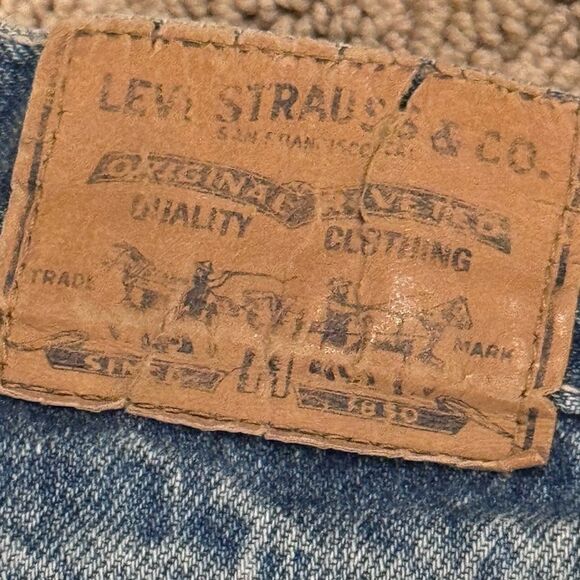 LEVI STRAUSS & CO.
SAN FRANCISCO CAL
ORIGINAL RIVETED
QUALITY CLOTHING
TRADE MARK